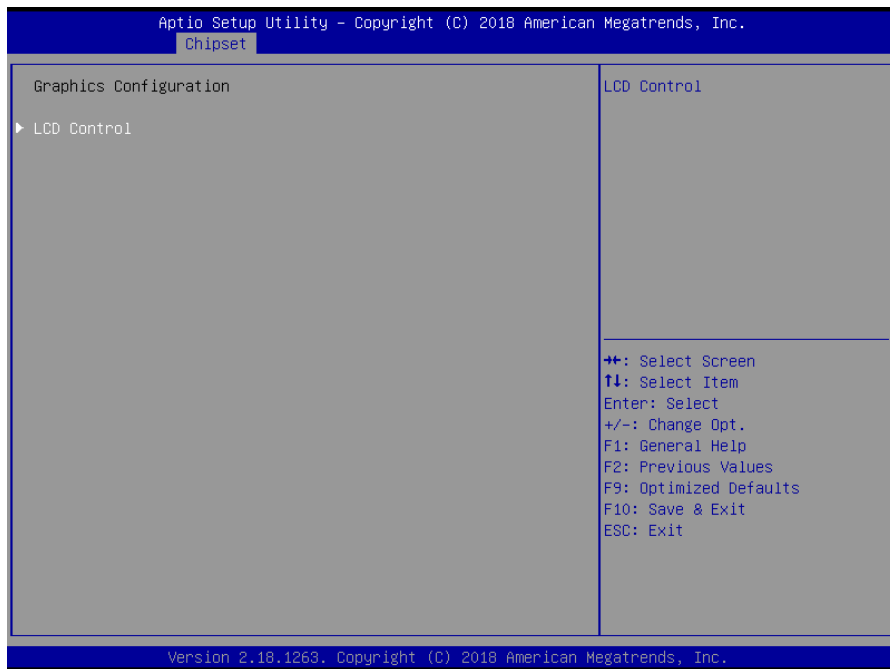 Aptio Setup Utility – Copyright (C) 2018 American Megatrends, Inc.
Chipset
Graphics Configuration
LCD Control
LCD Control
→←: Select Screen
↑↓: Select Item
Enter: Select
+/-: Change Opt.
F1: General Help
F2: Previous Values
F9: Optimized Defaults
F10: Save & Exit
ESC: Exit
Version 2.18.1263. Copyright (C) 2018 American Megatrends, Inc.